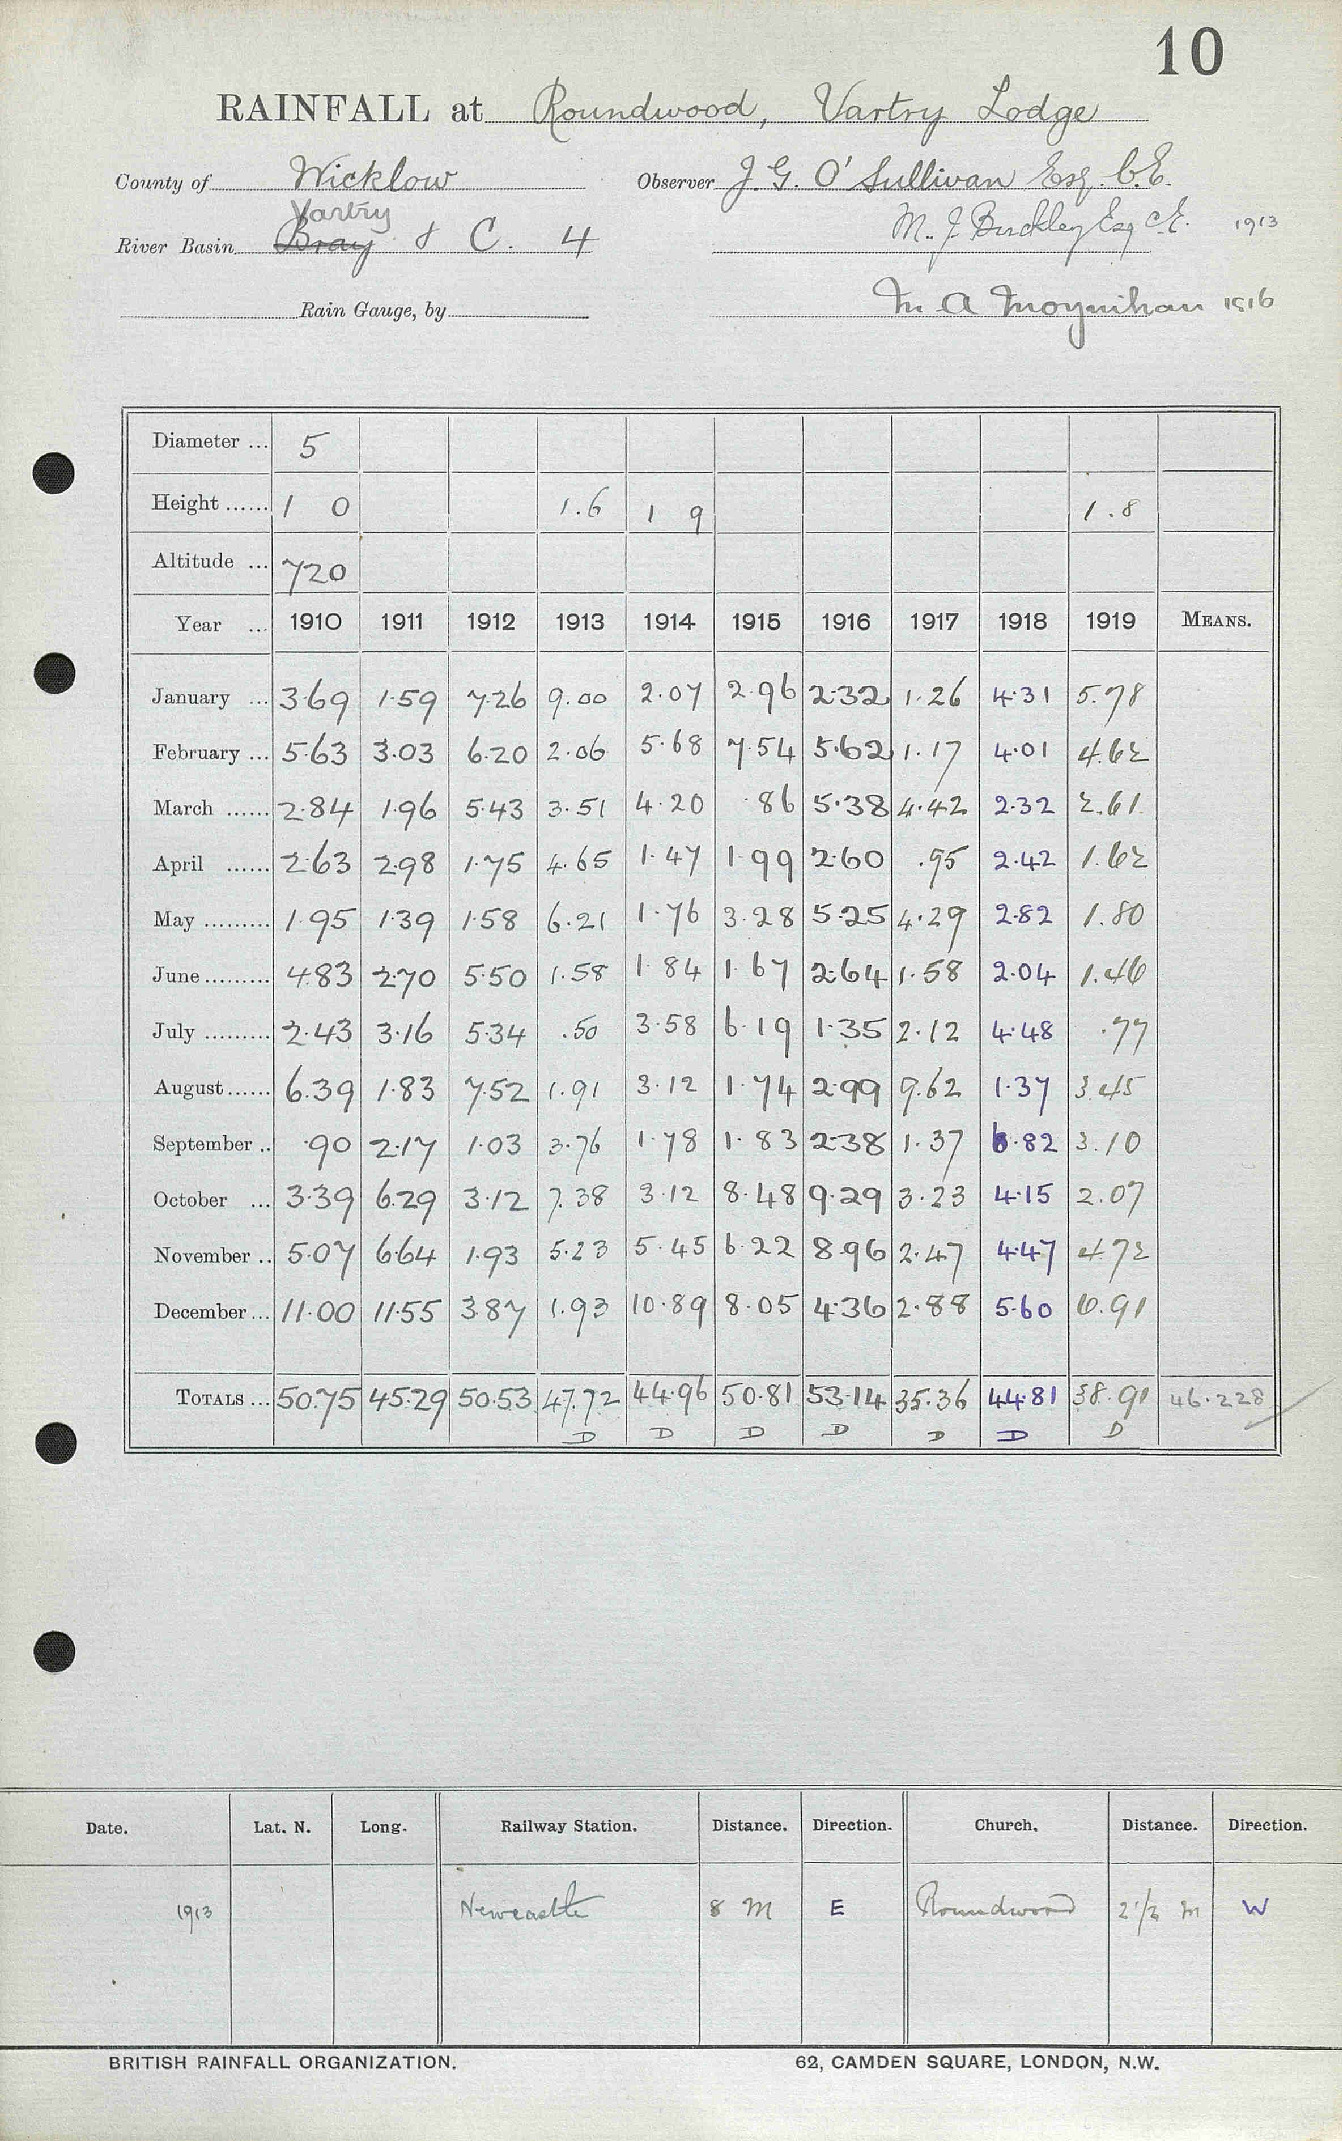 10
RAINFALL at Roundwood, Vartry Lodge
County of Wicklow Observer J. G. O'Sullivan Esq. C.E.
Vartry
River Basin Bray & C. 4 M. J. Buckley Esq C.E. 1913
Rain Gauge, by M A Moynihan 1916
Diameter ... 5
Height ...... 1 0 1.6 1 9 1.8
Altitude ... 720
Year ... 1910 1911 1912 1913 1914 1915 1916 1917 1918 1919 MEANS.
January ... 3.69 1.59 7.26 9.00 2.07 2.96 2.32 1.26 4.31 5.78
February ... 5.63 3.03 6.20 2.06 5.68 7.54 5.62 1.17 4.01 4.62
March ...... 2.84 1.96 5.43 3.51 4.20 .86 5.38 4.42 2.32 2.61
April ...... 2.63 2.98 1.75 4.65 1.47 1.99 2.60 .95 2.42 1.62
May ......... 1.95 1.39 1.58 6.21 1.76 3.28 5.25 4.29 2.82 1.80
June ......... 4.83 2.70 5.50 1.58 1.84 1.67 2.64 1.58 2.04 1.46
July ......... 2.43 3.16 5.34 .50 3.58 6.19 1.35 2.12 4.48 .77
August ...... 6.39 1.83 7.52 1.91 3.12 1.74 2.99 9.62 1.37 3.45
September .. .90 2.17 1.03 3.76 1.78 1.83 2.38 1.37 6.82 3.10
October ... 3.39 6.29 3.12 7.38 3.12 8.48 9.29 3.23 4.15 2.07
November .. 5.07 6.64 1.93 5.23 5.45 6.22 8.96 2.47 4.47 4.72
December ... 11.00 11.55 3.87 1.93 10.89 8.05 4.36 2.88 5.60 6.91
TOTALS ... 50.75 45.29 50.53 47.72 44.96 50.81 53.14 35.36 44.81 38.91 46.228
D D D D D D D
Date. Lat. N. Long. Railway Station. Distance. Direction. Church. Distance. Direction.
1913 Newcastle 8 M E Roundwood 2 1/2 m W
BRITISH RAINFALL ORGANIZATION. 62, CAMDEN SQUARE, LONDON, N.W.